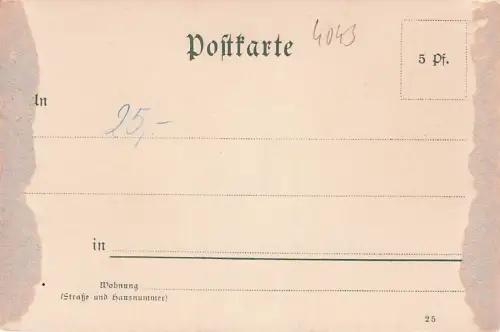 Postkarte
4043
5 Pf.
An
25,-
in
Wohnung
(Straße und Hausnummer)
25